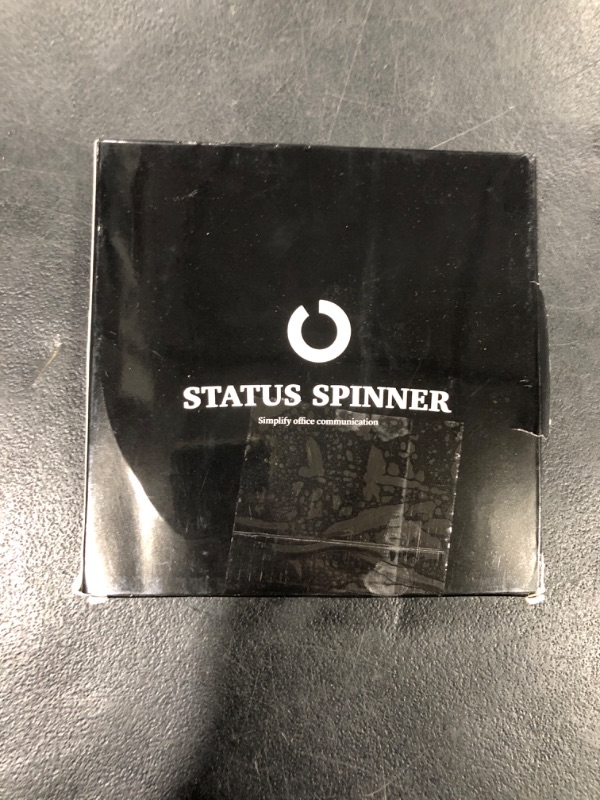 STATUS SPINNER
Simplify office communication